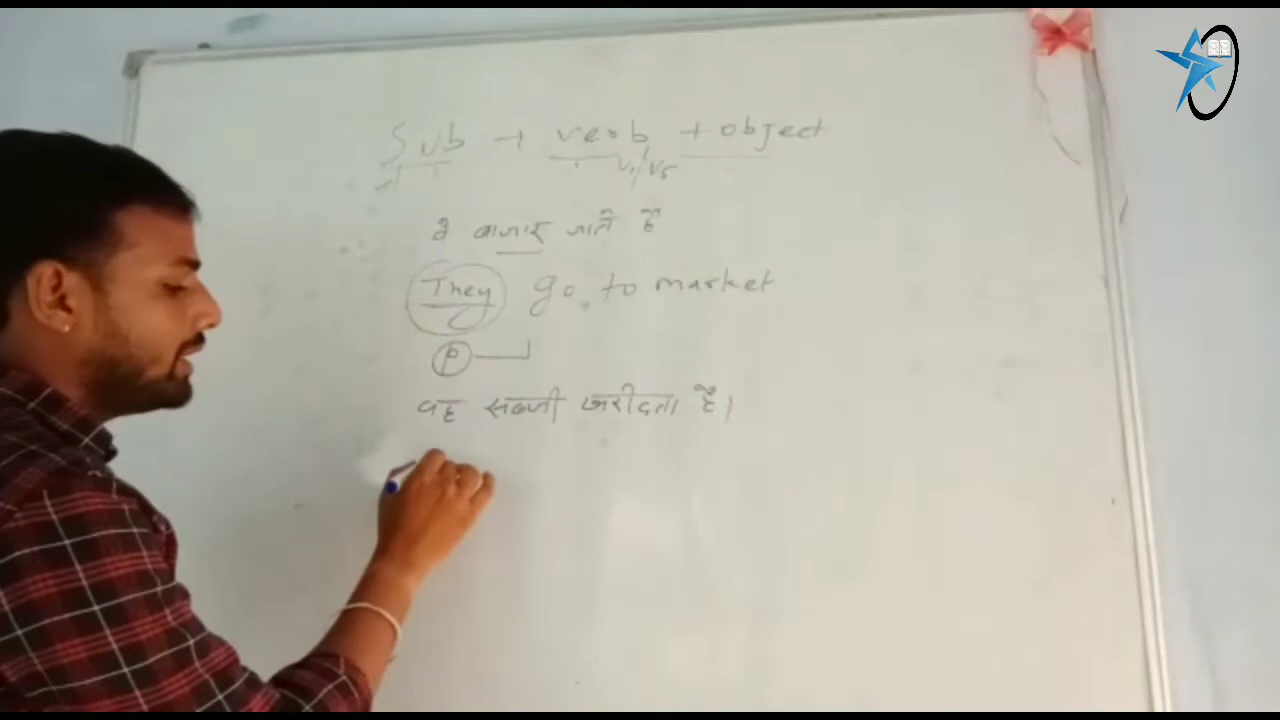 Sub + verb + object
V₁/V₅
वे बाजार जाते हैं
They go to market
P
वह सब्जी खरीदता है।